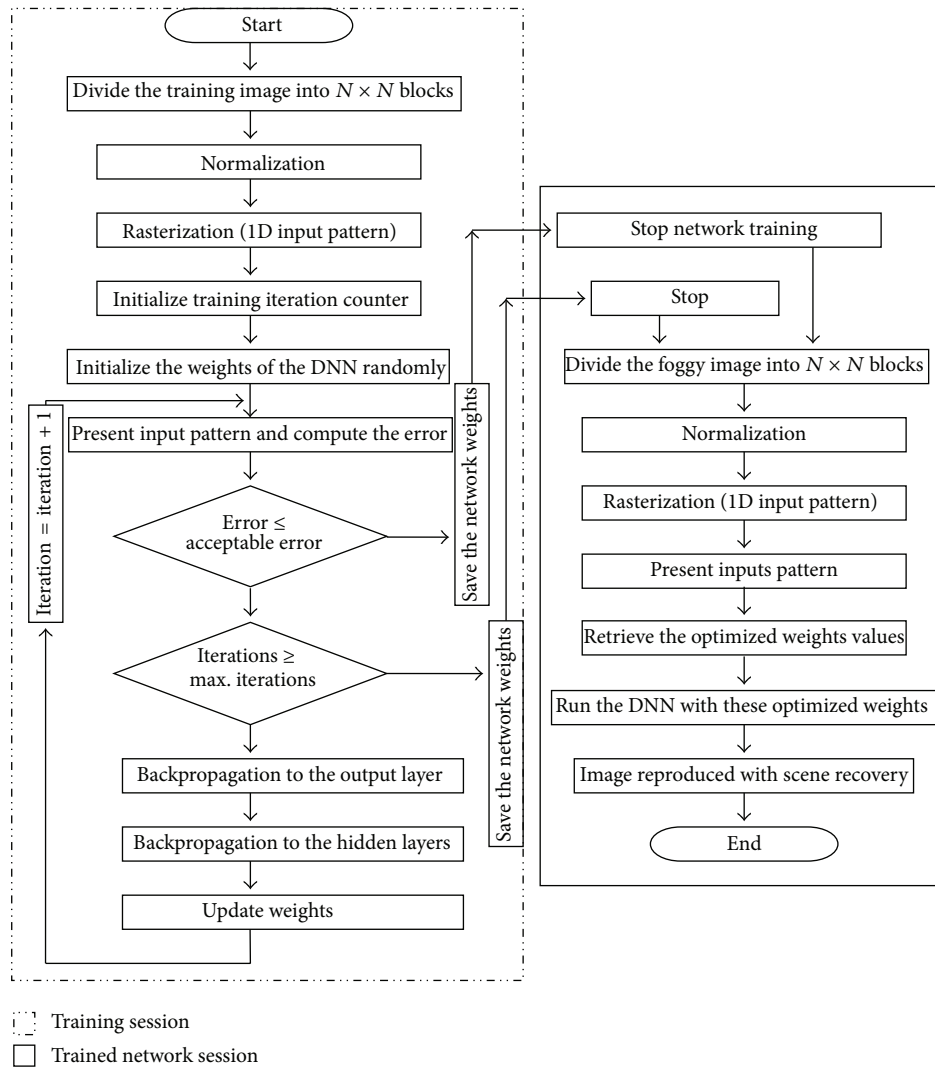 Start
Divide the training image into N × N blocks
Normalization
Rasterization (1D input pattern)
Initialize training iteration counter
Initialize the weights of the DNN randomly
Present input pattern and compute the error
Error ≤
acceptable error
Iterations ≥
max. iterations
Backpropagation to the output layer
Backpropagation to the hidden layers
Update weights
Iteration = iteration + 1
Save the network weights
Save the network weights
Stop network training
Stop
Divide the foggy image into N × N blocks
Normalization
Rasterization (1D input pattern)
Present inputs pattern
Retrieve the optimized weights values
Run the DNN with these optimized weights
Image reproduced with scene recovery
End
Training session
Trained network session